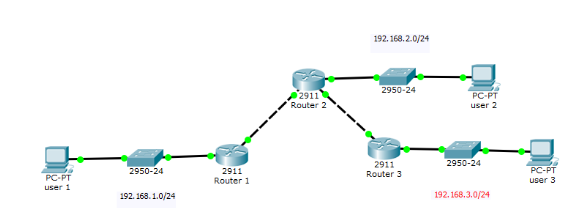 192.168.2.0/24
2911
Router 2
2950-24
PC-PT
user 2
PC-PT
user 1
2950-24
2911
Router 1
192.168.1.0/24
2911
Router 3
2950-24
PC-PT
user 3
192.168.3.0/24